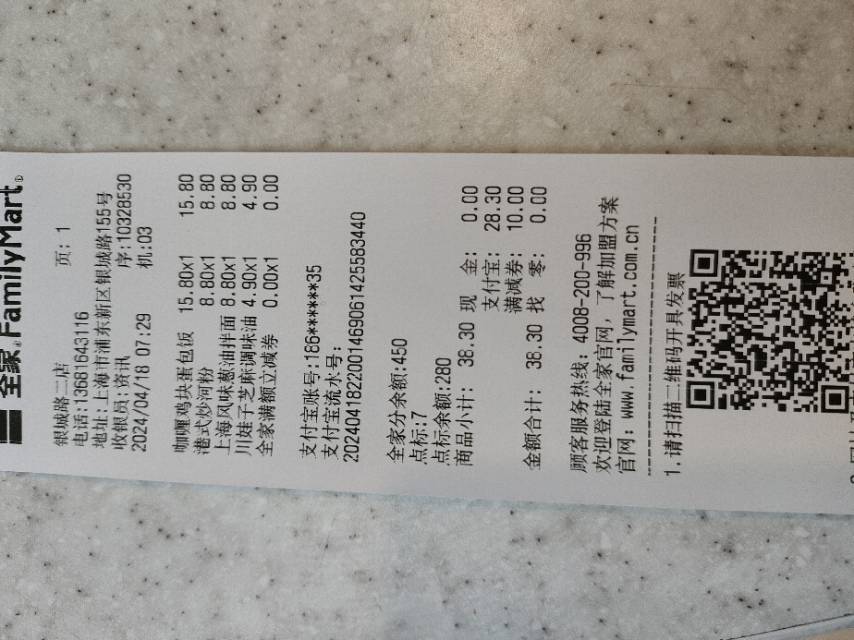 全家 FamilyMart
银城路二店 页: 1
电话:13681643116
地址:上海市浦东新区银城路155号
收银员:资讯 序:10328530
2024/04/18 07:29 机:03
咖喱鸡块蛋包饭 15.80x1 15.80
港式炒河粉 8.80x1 8.80
上海风味葱油拌面 8.80x1 8.80
川娃子芝麻调味油 4.90x1 4.90
全家满额立减券 0.00x1 0.00
支付宝账号:186******35
支付宝流水号:
2024041822001469061425583440
全家分余额:450
点标:7
点标余额:280
商品小计: 38.30 现 金: 0.00
支付宝: 28.30
满减券: 10.00
金额合计: 38.30 找 零: 0.00
顾客服务热线: 4008-200-996
欢迎登陆全家官网，了解加盟方案
官网: www.familymart.com.cn
1.请扫描二维码开具发票